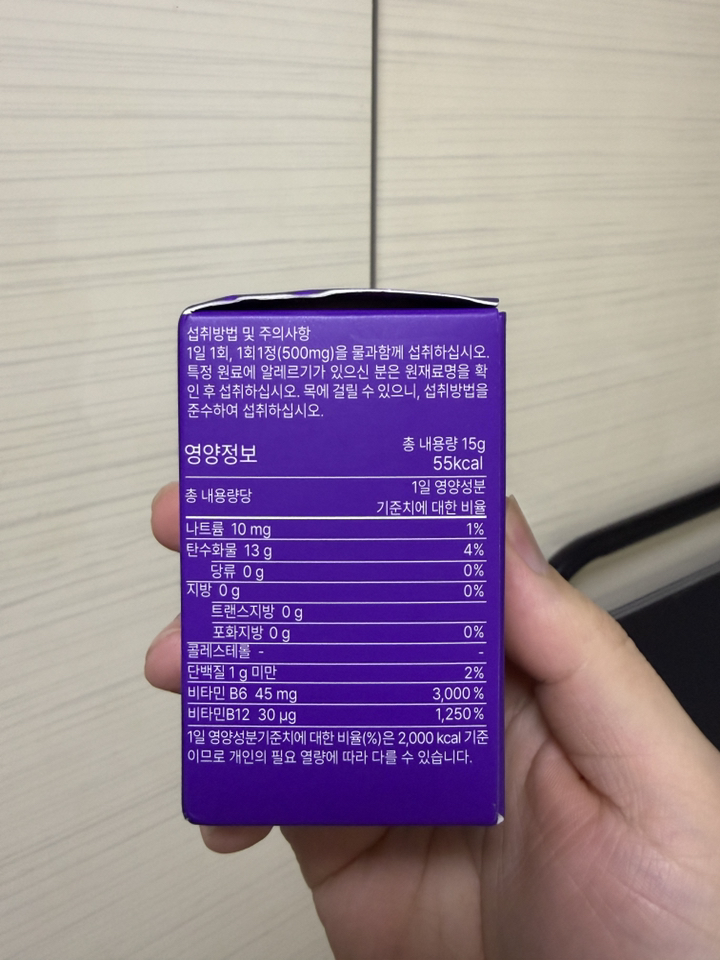 섭취방법 및 주의사항
1일 1회, 1회1정(500mg)을 물과함께 섭취하십시오.
특정 원료에 알레르기가 있으신 분은 원재료명을 확
인 후 섭취하십시오. 목에 걸릴 수 있으니, 섭취방법을
준수하여 섭취하십시오.
영양정보
총 내용량 15g
55kcal
총 내용량당
1일 영양성분
기준치에 대한 비율
나트륨 10 mg 1%
탄수화물 13 g 4%
당류 0 g 0%
지방 0 g 0%
트랜스지방 0 g
포화지방 0 g 0%
콜레스테롤 - -
단백질 1 g 미만 2%
비타민 B6 45 mg 3,000 %
비타민B12 30 µg 1,250 %
1일 영양성분기준치에 대한 비율(%)은 2,000 kcal 기준
이므로 개인의 필요 열량에 따라 다를 수 있습니다.